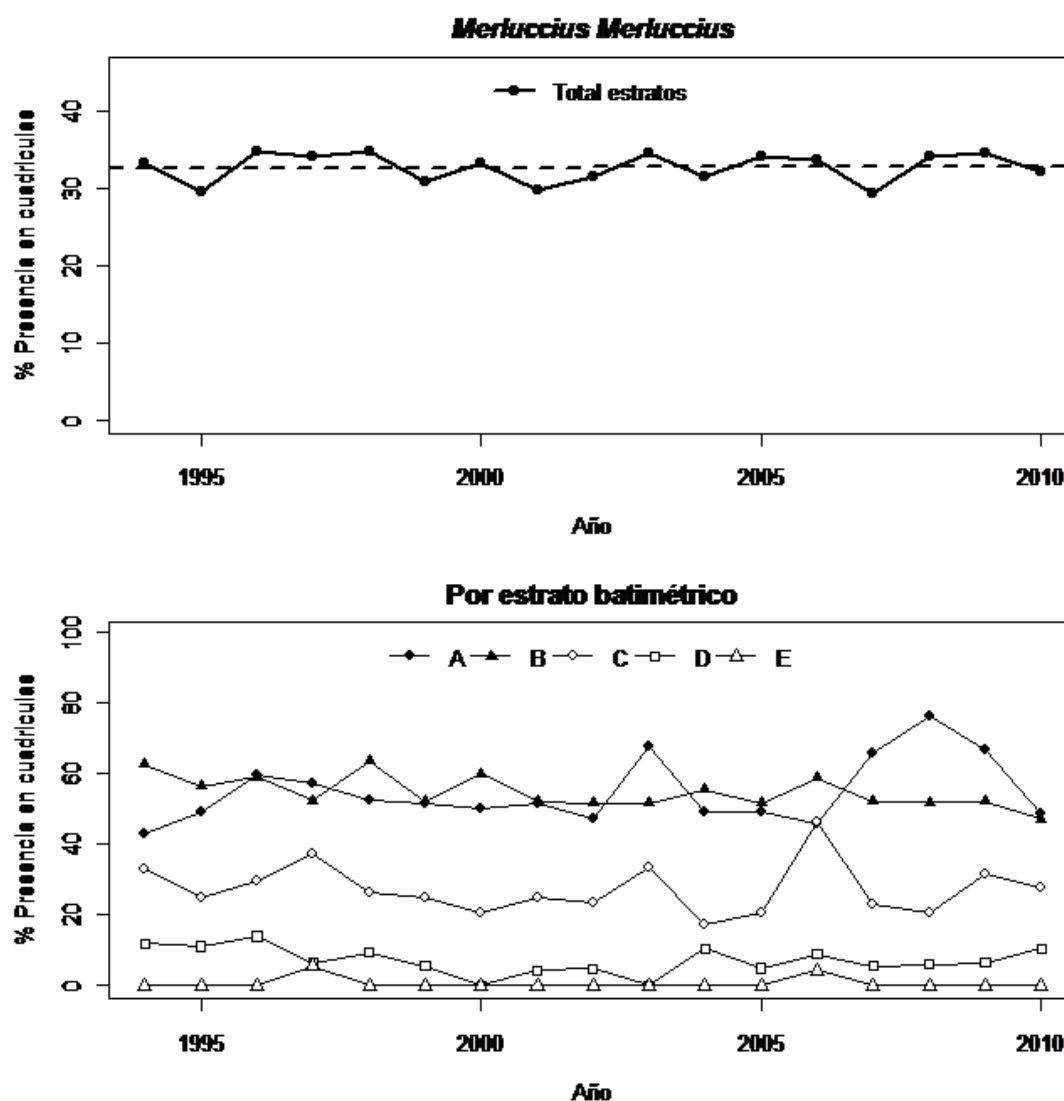 Merluccius Merluccius
Total estratos
% Presencia en cuadrículas
40
30
20
10
0
1995 2000 2005 2010
Año
Por estrato batimétrico
A B C D E
% Presencia en cuadrículas
100
80
60
40
20
0
1995 2000 2005 2010
Año